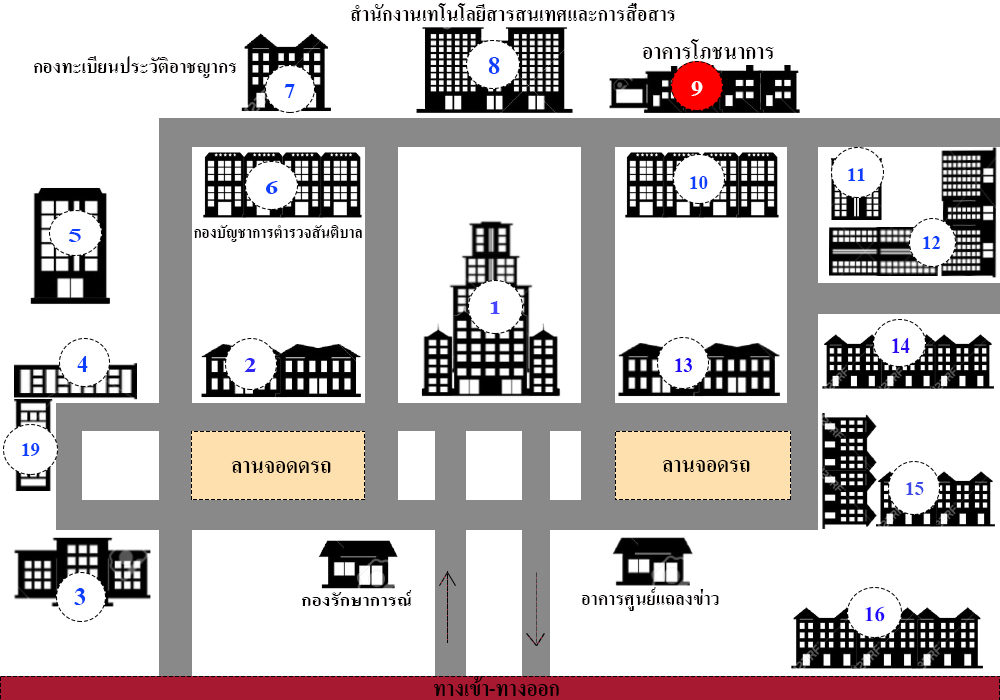 สำนักงานเทโนโลยีสารสนเทศและการสื่อสาร
อาคารโภชนาการ
กองทะเบียนประวัติอาชญากร
7
8
9
6
10
11
12
กองบัญชาการตำรวจสันติบาล
5
1
4
2
13
14
19
ลานจอดดรถ
ลานจอดรถ
15
3
กองรักษาการณ์
อาคารศูนย์แถลงข่าว
16
ทางเข้า-ทางออก